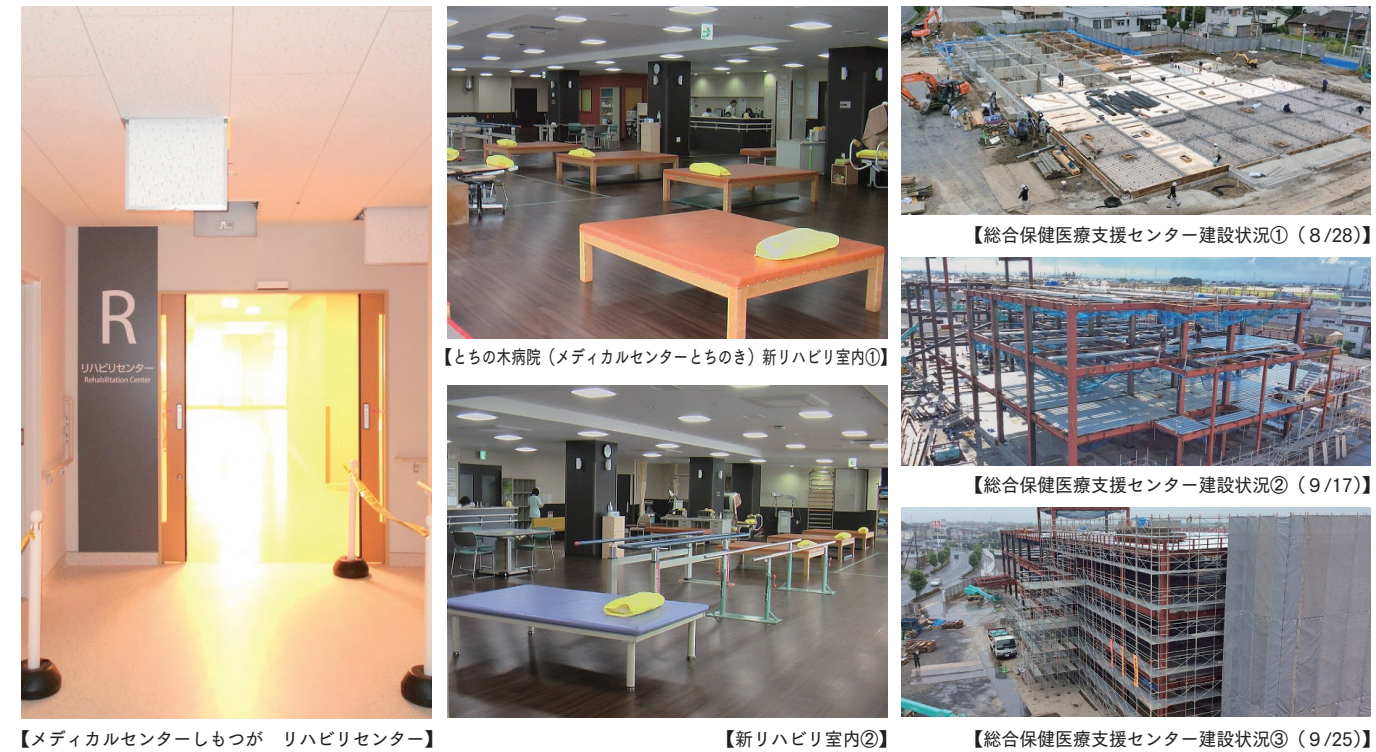 R
リハビリセンター
Rehabilitation Center
【メディカルセンターしもつが　リハビリセンター】
【とちの木病院（メディカルセンターとちのき）新リハビリ室内①】
【新リハビリ室内②】
【総合保健医療支援センター建設状況①（８/28）】
【総合保健医療支援センター建設状況②（９/17）】
【総合保健医療支援センター建設状況③（９/25）】